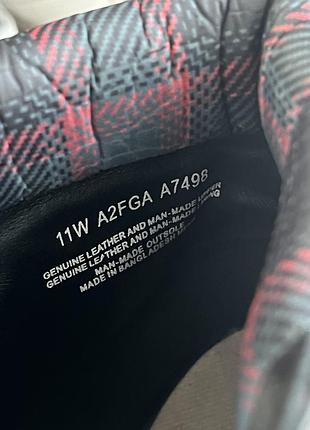 11W A2FGA A7498
GENUINE LEATHER AND MAN-MADE UPPER
GENUINE LEATHER AND MAN-MADE LINING
MAN-MADE OUTSOLE
MADE IN BANGLADESH